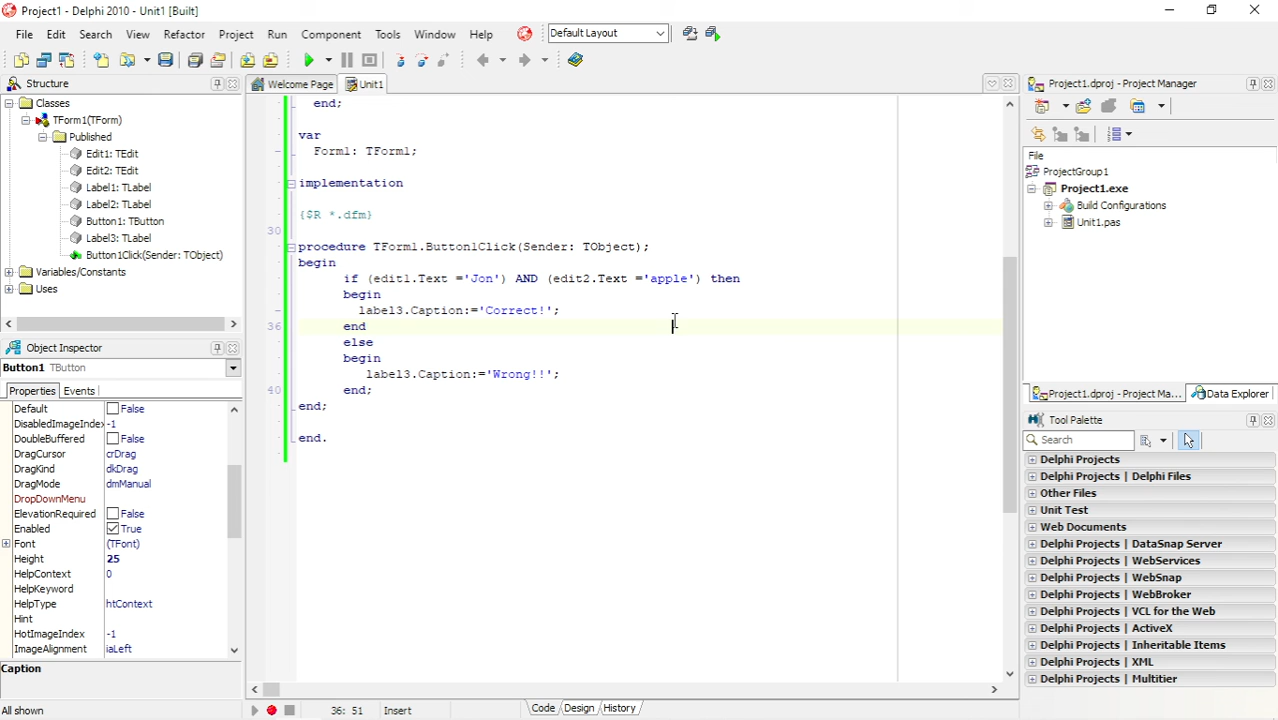 Project1 - Delphi 2010 - Unit1 [Built]
File Edit Search View Refactor Project Run Component Tools Window Help Default Layout
Structure
Classes
TForm1(TForm)
Published
Edit1: TEdit
Edit2: TEdit
Label1: TLabel
Label2: TLabel
Button1: TButton
Label3: TLabel
Button1Click(Sender: TObject)
Variables/Constants
Uses
Object Inspector
Button1 TButton
Properties Events
Default False
DisabledImageIndex -1
DoubleBuffered False
DragCursor crDrag
DragKind dkDrag
DragMode dmManual
DropDownMenu
ElevationRequired False
Enabled True
Font (TFont)
Height 25
HelpContext 0
HelpKeyword
HelpType htContext
Hint
HotImageIndex -1
ImageAlignment iaLeft
Caption
All shown
Welcome Page Unit1
end;
var
Form1: TForm1;
implementation
{$R *.dfm}
30
procedure TForm1.Button1Click(Sender: TObject);
begin
if (edit1.Text ='Jon') AND (edit2.Text ='apple') then
begin
label3.Caption:='Correct!';
36 end
else
begin
label3.Caption:='Wrong!!';
40 end;
end;
end.
36: 51 Insert Code Design History
Project1.dproj - Project Manager
File
ProjectGroup1
Project1.exe
Build Configurations
Unit1.pas
Project1.dproj - Project Ma... Data Explorer
Tool Palette
Search
Delphi Projects
Delphi Projects | Delphi Files
Other Files
Unit Test
Web Documents
Delphi Projects | DataSnap Server
Delphi Projects | WebServices
Delphi Projects | WebSnap
Delphi Projects | WebBroker
Delphi Projects | VCL for the Web
Delphi Projects | ActiveX
Delphi Projects | Inheritable Items
Delphi Projects | XML
Delphi Projects | Multitier